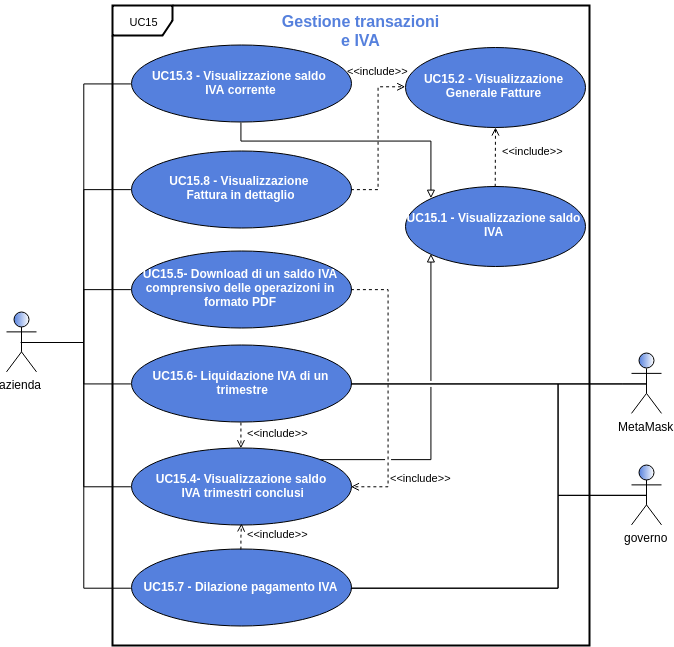 UC15
Gestione transazioni
e IVA
UC15.3 - Visualizzazione saldo
IVA corrente
<<include>>
UC15.2 - Visualizzazione
Generale Fatture
<<include>>
UC15.8 - Visualizzazione
Fattura in dettaglio
UC15.1 - Visualizzazione saldo
IVA
UC15.5- Download di un saldo IVA
comprensivo delle operazizoni in
formato PDF
azienda
UC15.6- Liquidazione IVA di un
trimestre
MetaMask
<<include>>
UC15.4- Visualizzazione saldo
IVA trimestri conclusi
<<include>>
governo
<<include>>
UC15.7 - Dilazione pagamento IVA